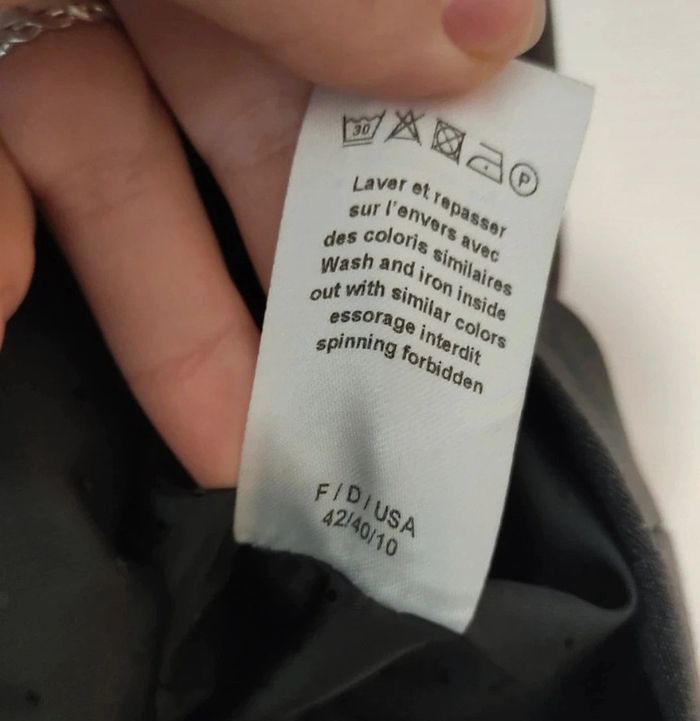 30 P
Laver et repasser
sur l'envers avec
des coloris similaires
Wash and iron inside
out with similar colors
essorage interdit
spinning forbidden
F/D/USA
42/40/10